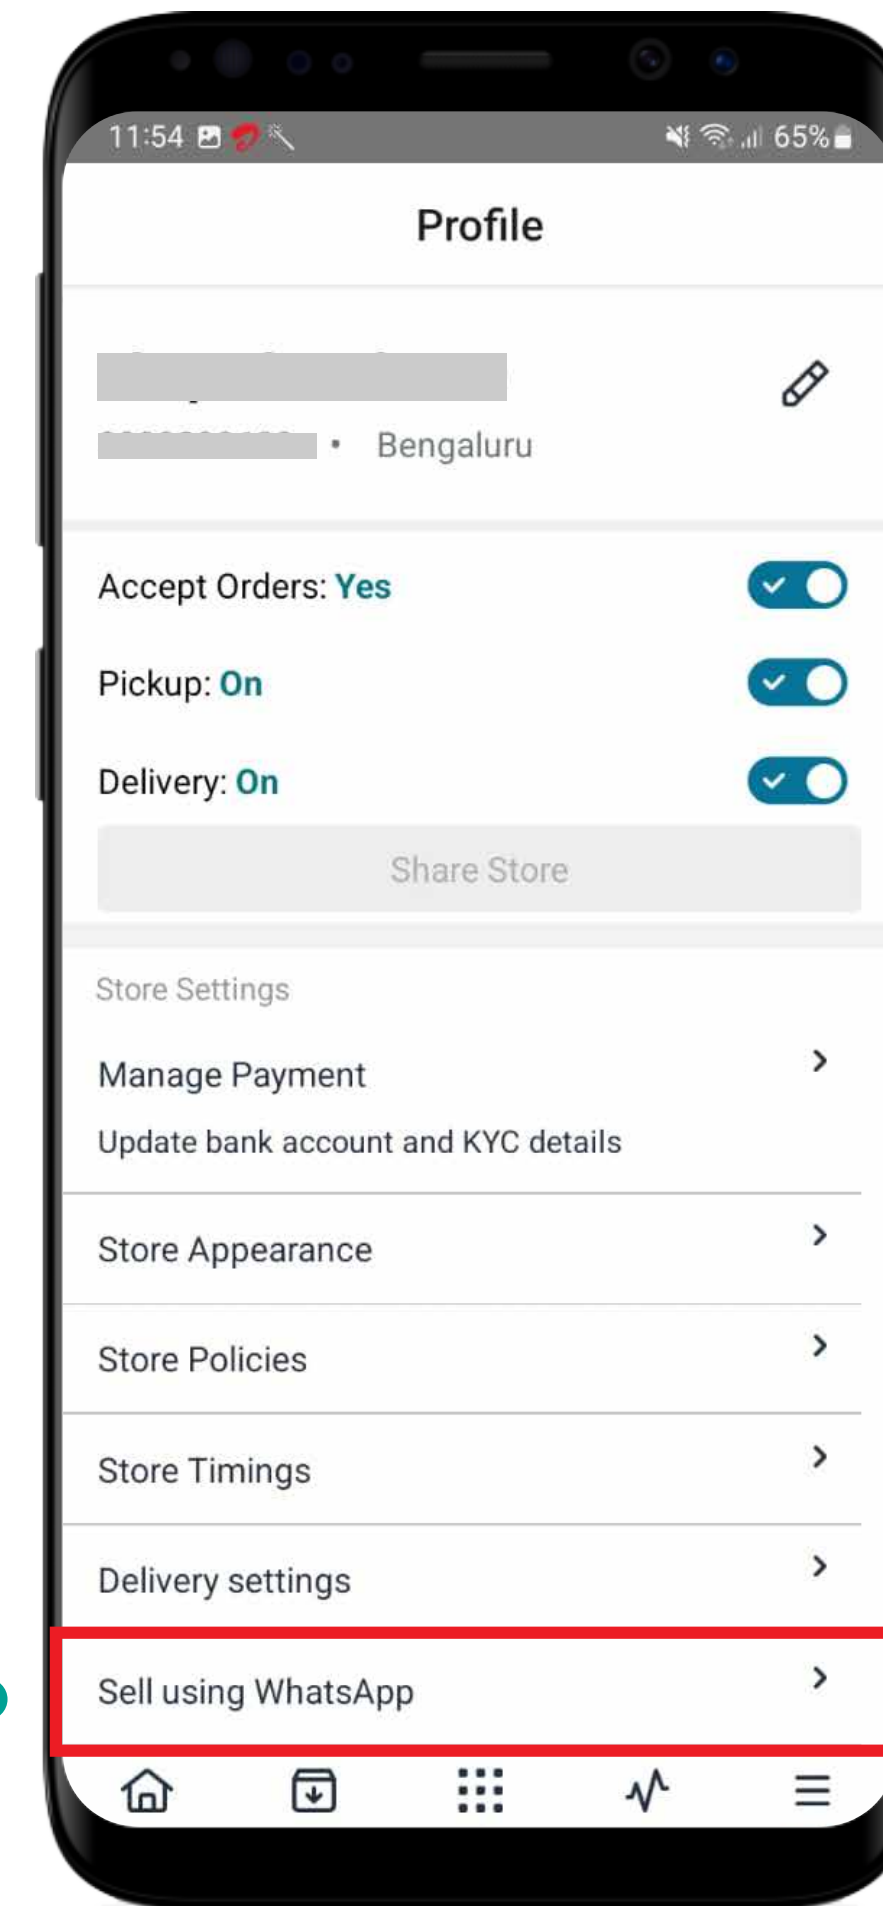 11:54
65%
Profile
• Bengaluru
Accept Orders: Yes
Pickup: On
Delivery: On
Share Store
Store Settings
Manage Payment
Update bank account and KYC details
Store Appearance
Store Policies
Store Timings
Delivery settings
Sell using WhatsApp